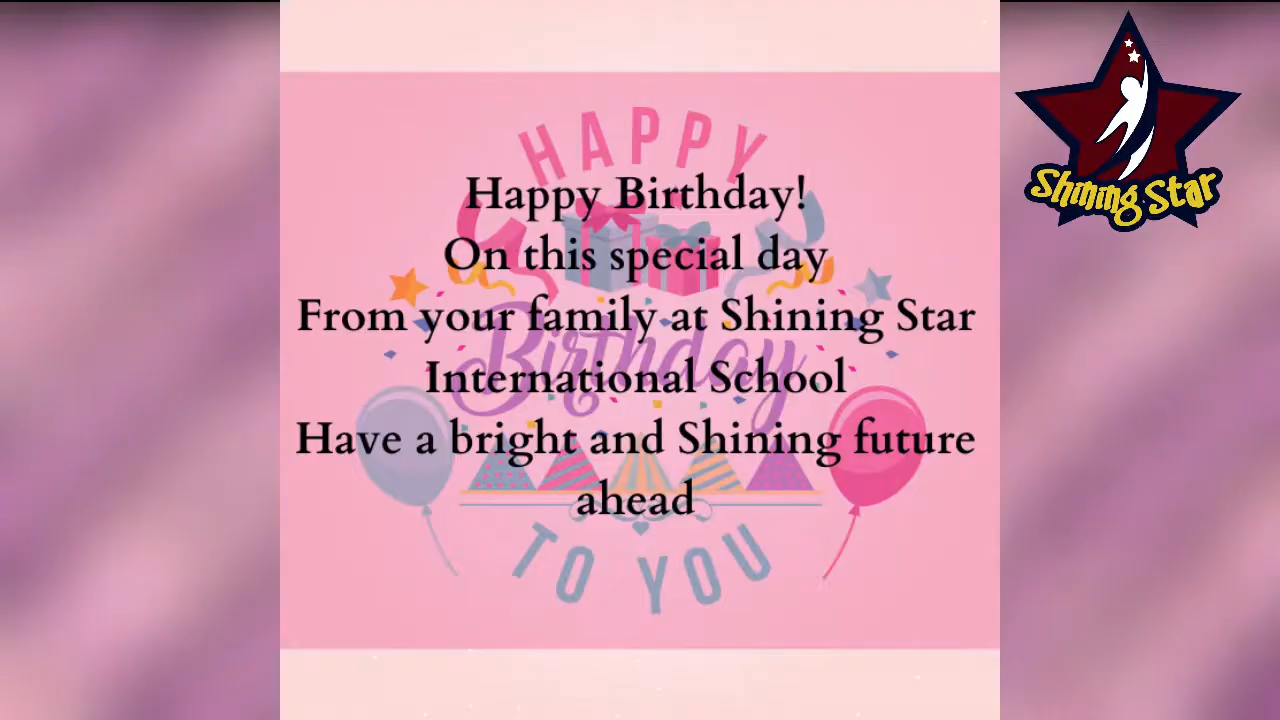 HAPPY
Happy Birthday!
On this special day
From your family at Shining Star
Birthday
International School
Have a bright and Shining future
ahead
TO YOU
Shining Star